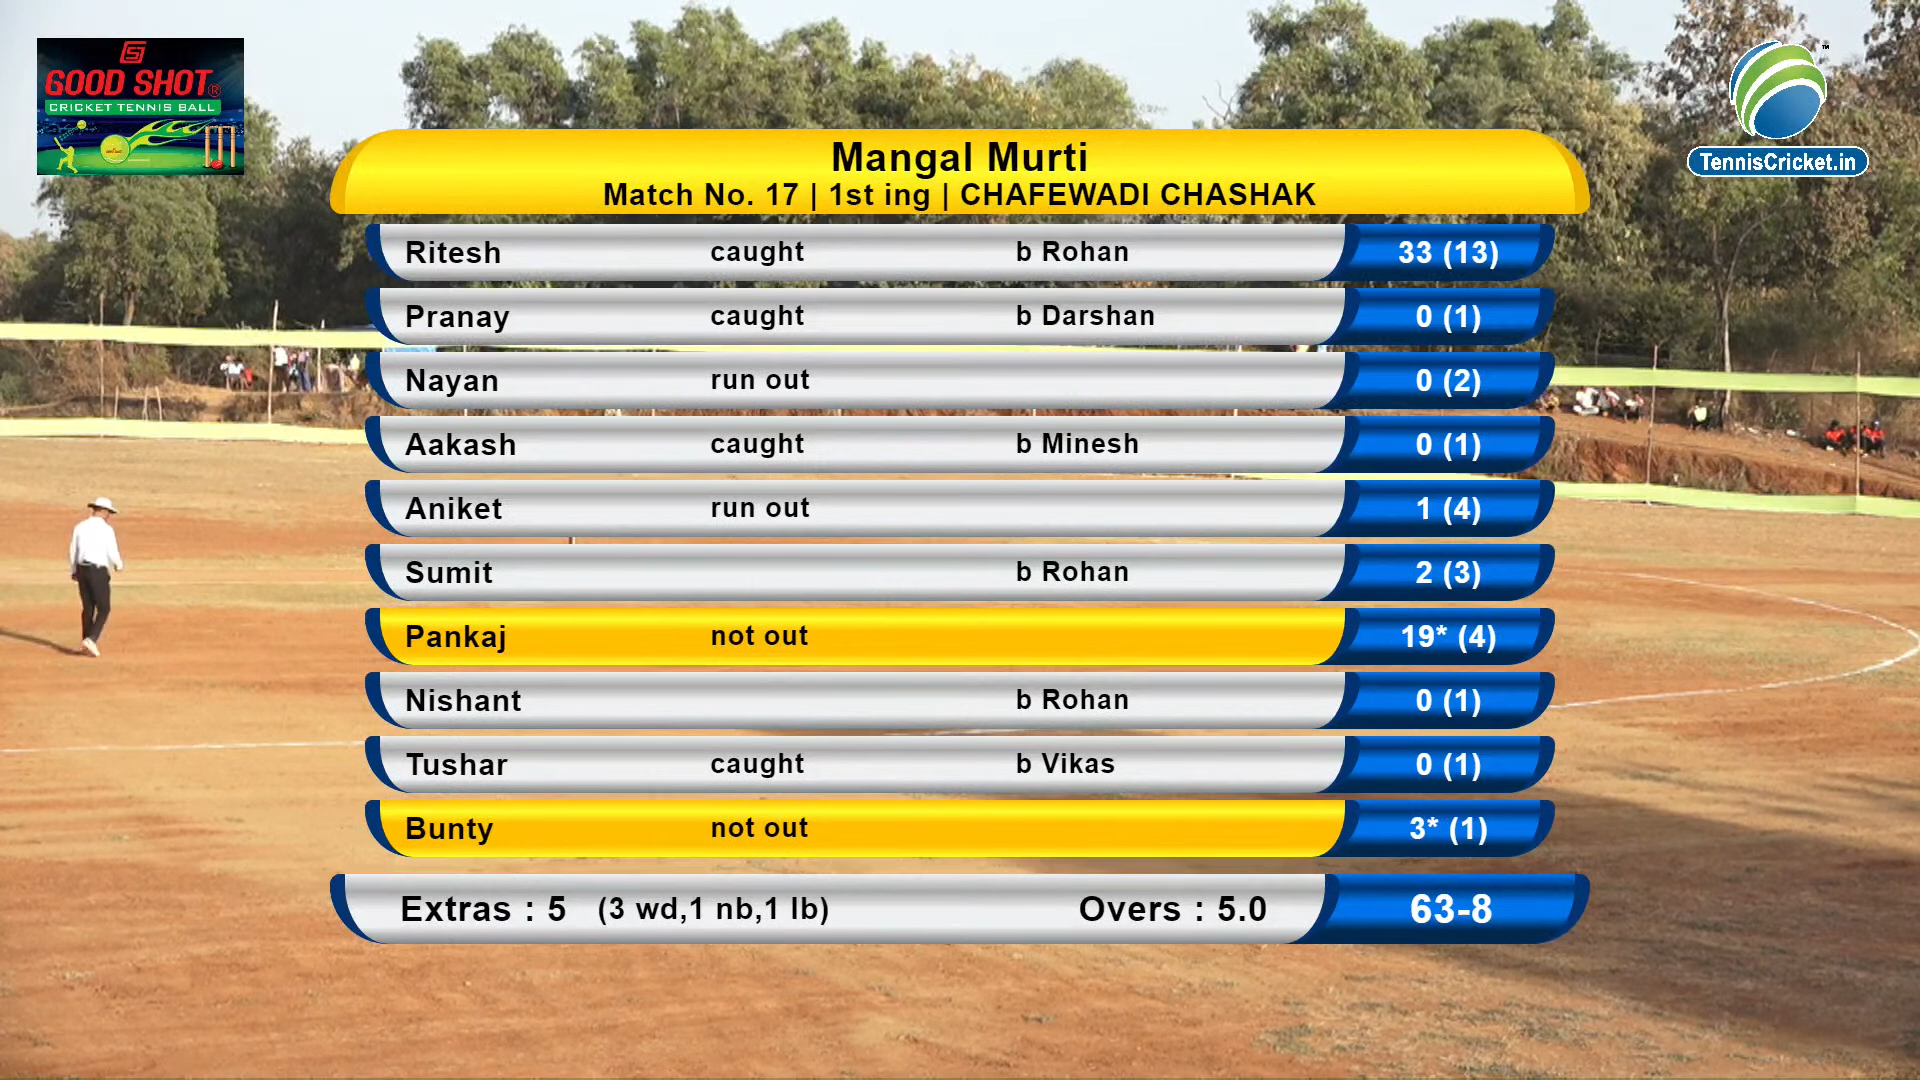 GOOD SHOT®
CRICKET TENNIS BALL
TM
TennisCricket.in
Mangal Murti
Match No. 17 | 1st ing | CHAFEWADI CHASHAK
Ritesh caught b Rohan 33 (13)
Pranay caught b Darshan 0 (1)
Nayan run out 0 (2)
Aakash caught b Minesh 0 (1)
Aniket run out 1 (4)
Sumit b Rohan 2 (3)
Pankaj not out 19* (4)
Nishant b Rohan 0 (1)
Tushar caught b Vikas 0 (1)
Bunty not out 3* (1)
Extras : 5 (3 wd,1 nb,1 lb) Overs : 5.0 63-8